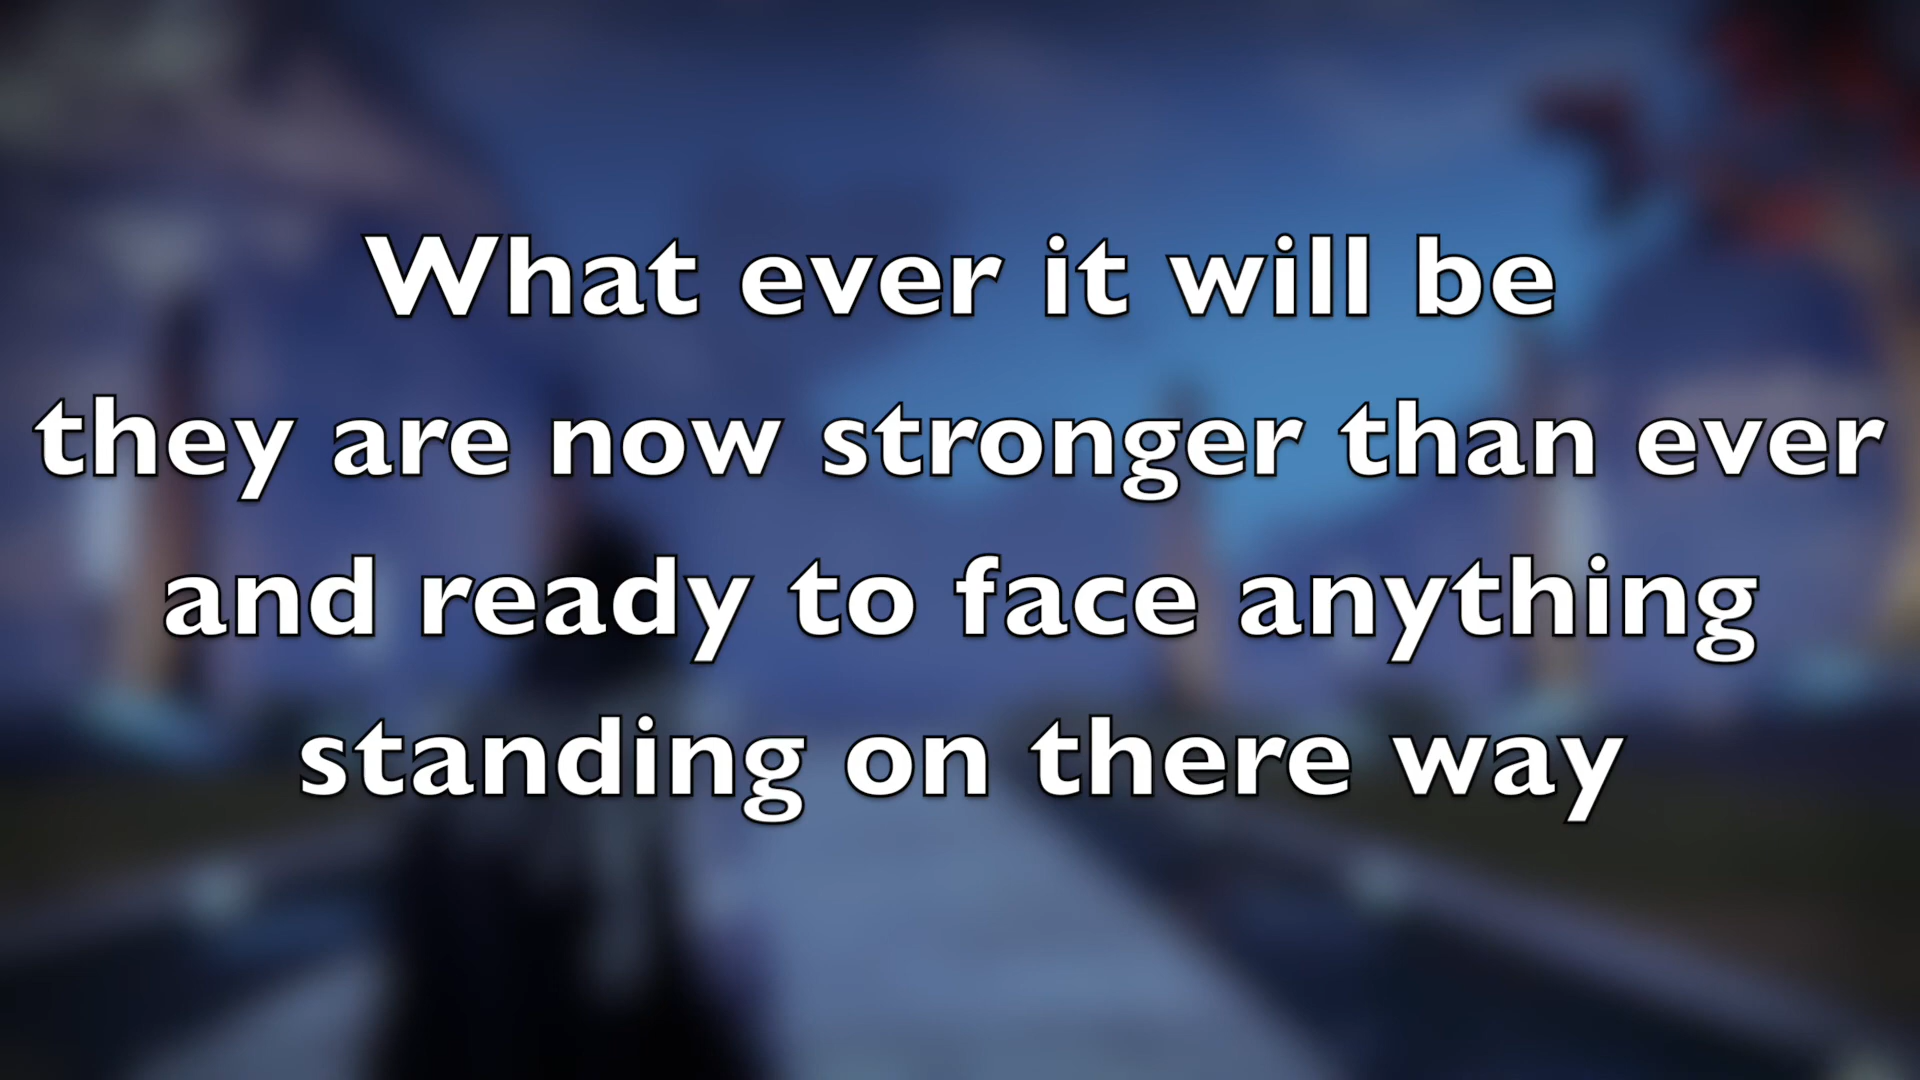 What ever it will be
they are now stronger than ever
and ready to face anything
standing on there way